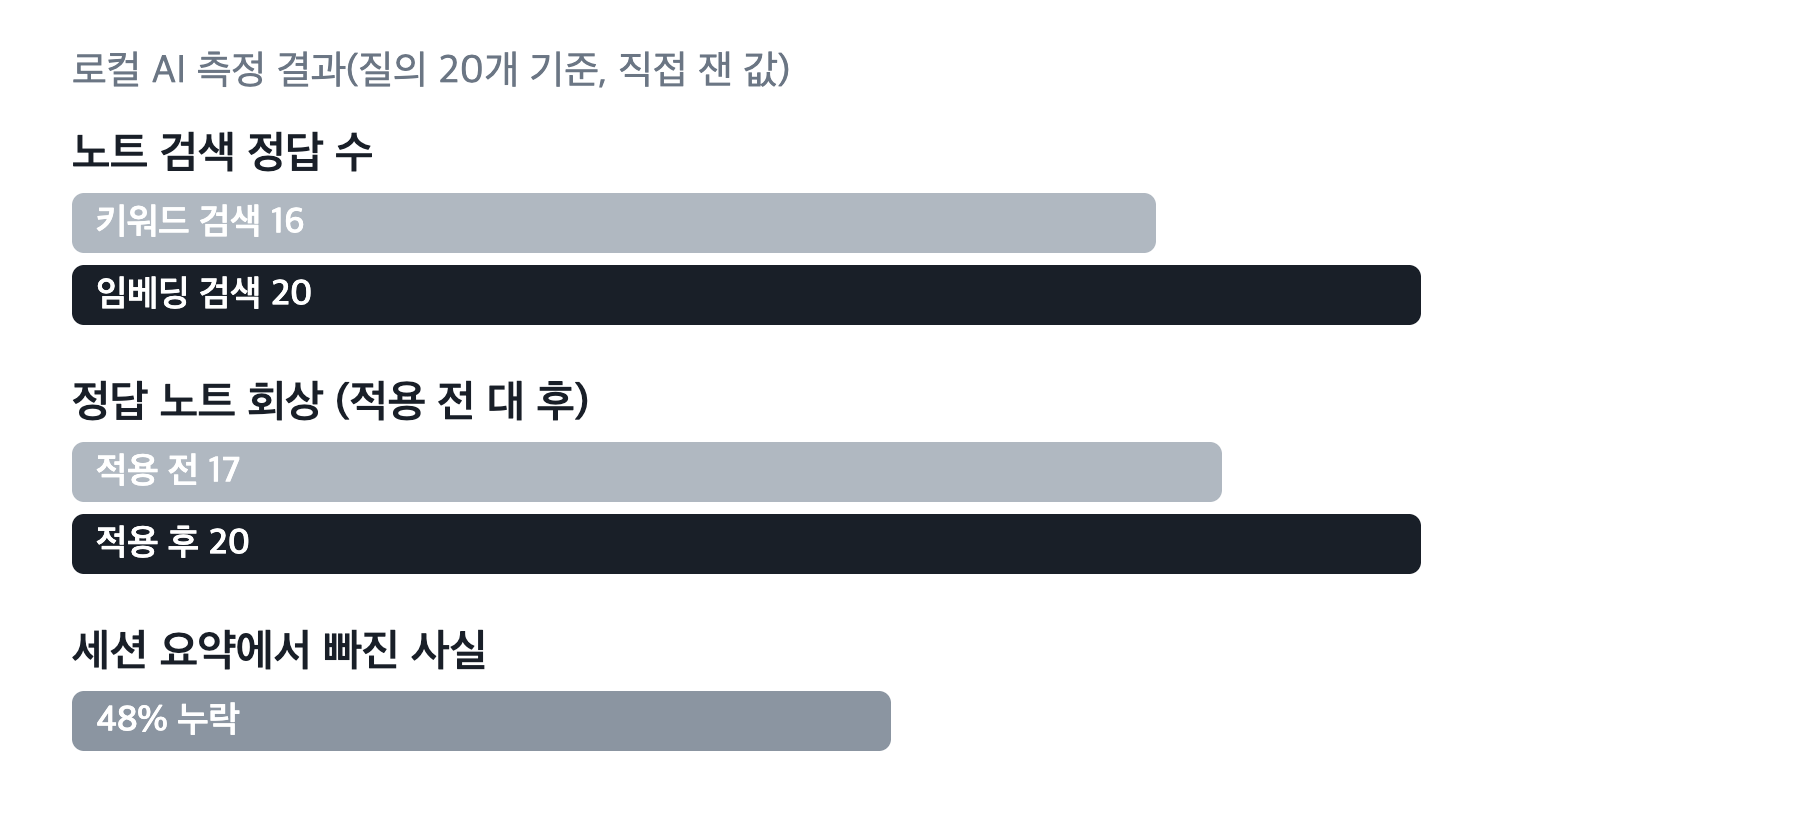 로컬 AI 측정 결과(질의 20개 기준, 직접 잰 값)
노트 검색 정답 수
키워드 검색 16
임베딩 검색 20
정답 노트 회상 (적용 전 대 후)
적용 전 17
적용 후 20
세션 요약에서 빠진 사실
48% 누락